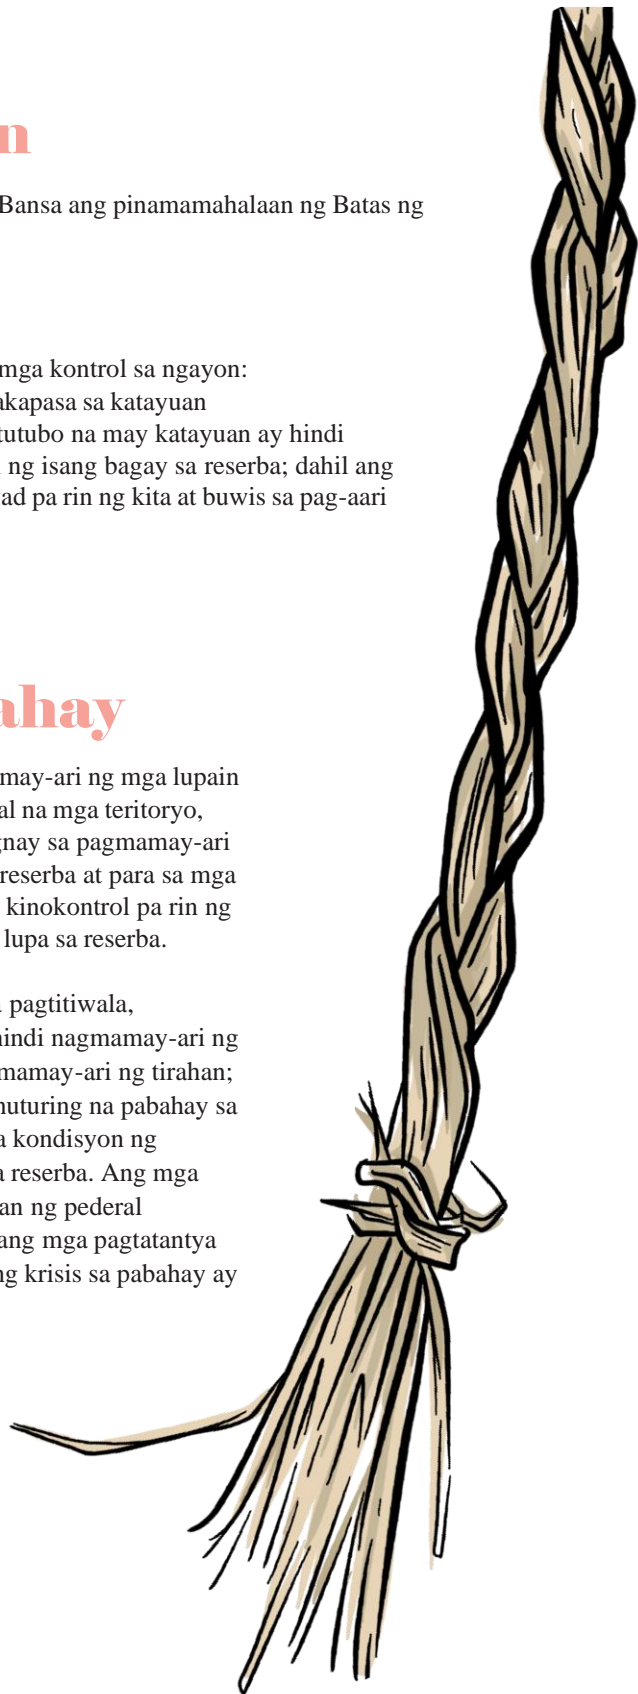 n
Bansa ang pinamamahalaan ng Batas ng
mga kontrol sa ngayon:
akapasa sa katayuan
tutubo na may katayuan ay hindi
ng isang bagay sa reserba; dahil ang
ad pa rin ng kita at buwis sa pag-aari
ahay
may-ari ng mga lupain
al na mga teritoryo,
gnay sa pagmamay-ari
reserba at para sa mga
kinokontrol pa rin ng
lupa sa reserba.
pagtitiwala,
hindi nagmamay-ari ng
mamay-ari ng tirahan;
nuturing na pabahay sa
a kondisyon ng
a reserba. Ang mga
an ng pederal
ang mga pagtatantya
ng krisis sa pabahay ay